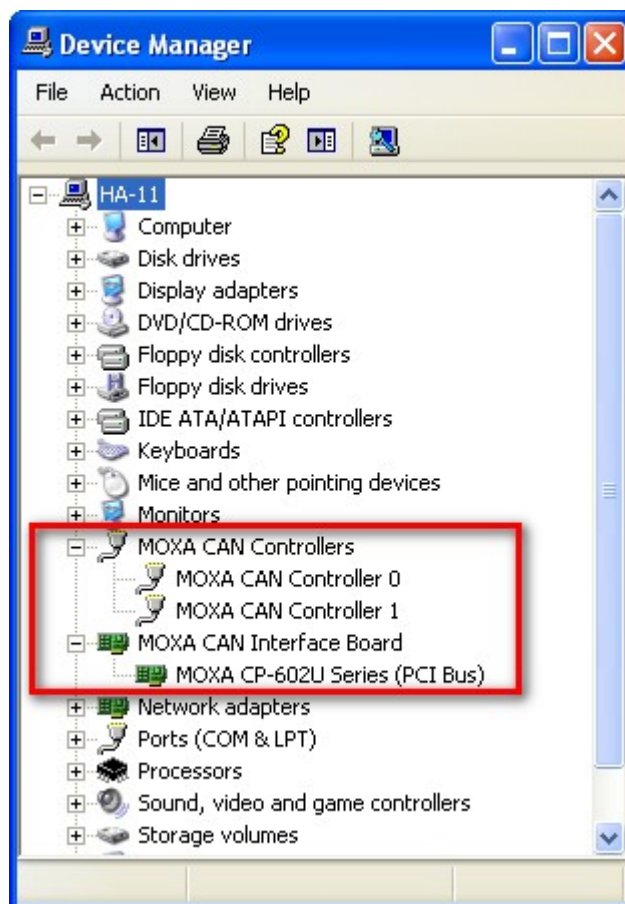 Device Manager
File Action View Help
HA-11
Computer
Disk drives
Display adapters
DVD/CD-ROM drives
Floppy disk controllers
Floppy disk drives
IDE ATA/ATAPI controllers
Keyboards
Mice and other pointing devices
Monitors
MOXA CAN Controllers
MOXA CAN Controller 0
MOXA CAN Controller 1
MOXA CAN Interface Board
MOXA CP-602U Series (PCI Bus)
Network adapters
Ports (COM & LPT)
Processors
Sound, video and game controllers
Storage volumes